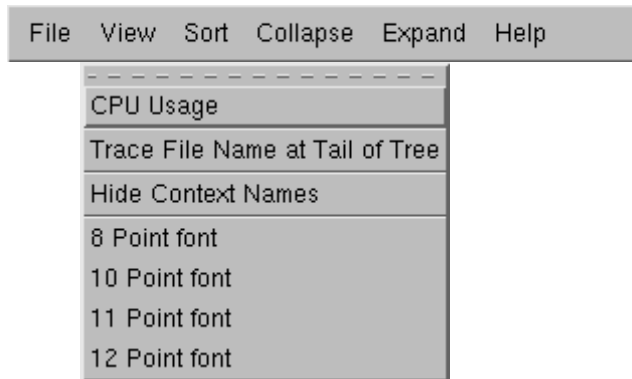 File View Sort Collapse Expand Help
CPU Usage
Trace File Name at Tail of Tree
Hide Context Names
8 Point font
10 Point font
11 Point font
12 Point font